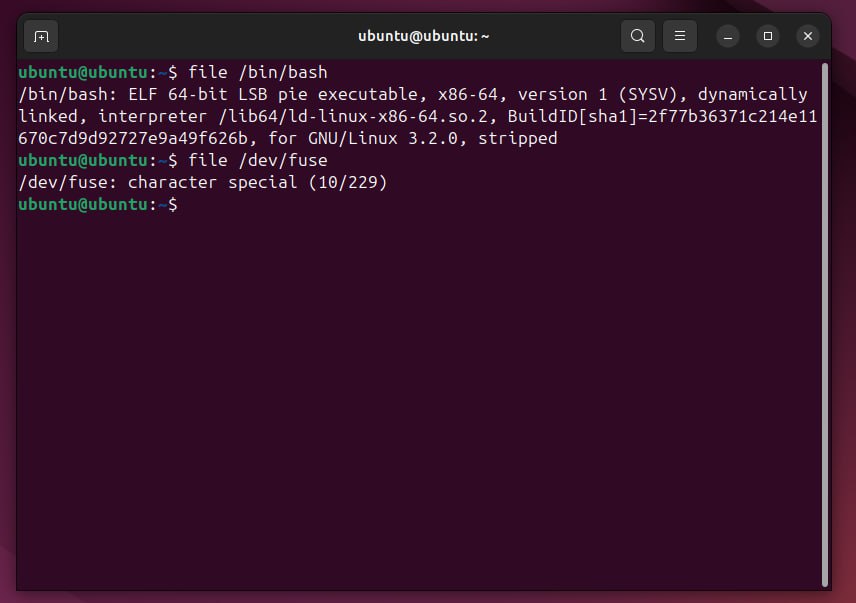 ubuntu@ubuntu: ~
ubuntu@ubuntu:~$ file /bin/bash
/bin/bash: ELF 64-bit LSB pie executable, x86-64, version 1 (SYSV), dynamically
linked, interpreter /lib64/ld-linux-x86-64.so.2, BuildID[sha1]=2f77b36371c214e11
670c7d9d92727e9a49f626b, for GNU/Linux 3.2.0, stripped
ubuntu@ubuntu:~$ file /dev/fuse
/dev/fuse: character special (10/229)
ubuntu@ubuntu:~$